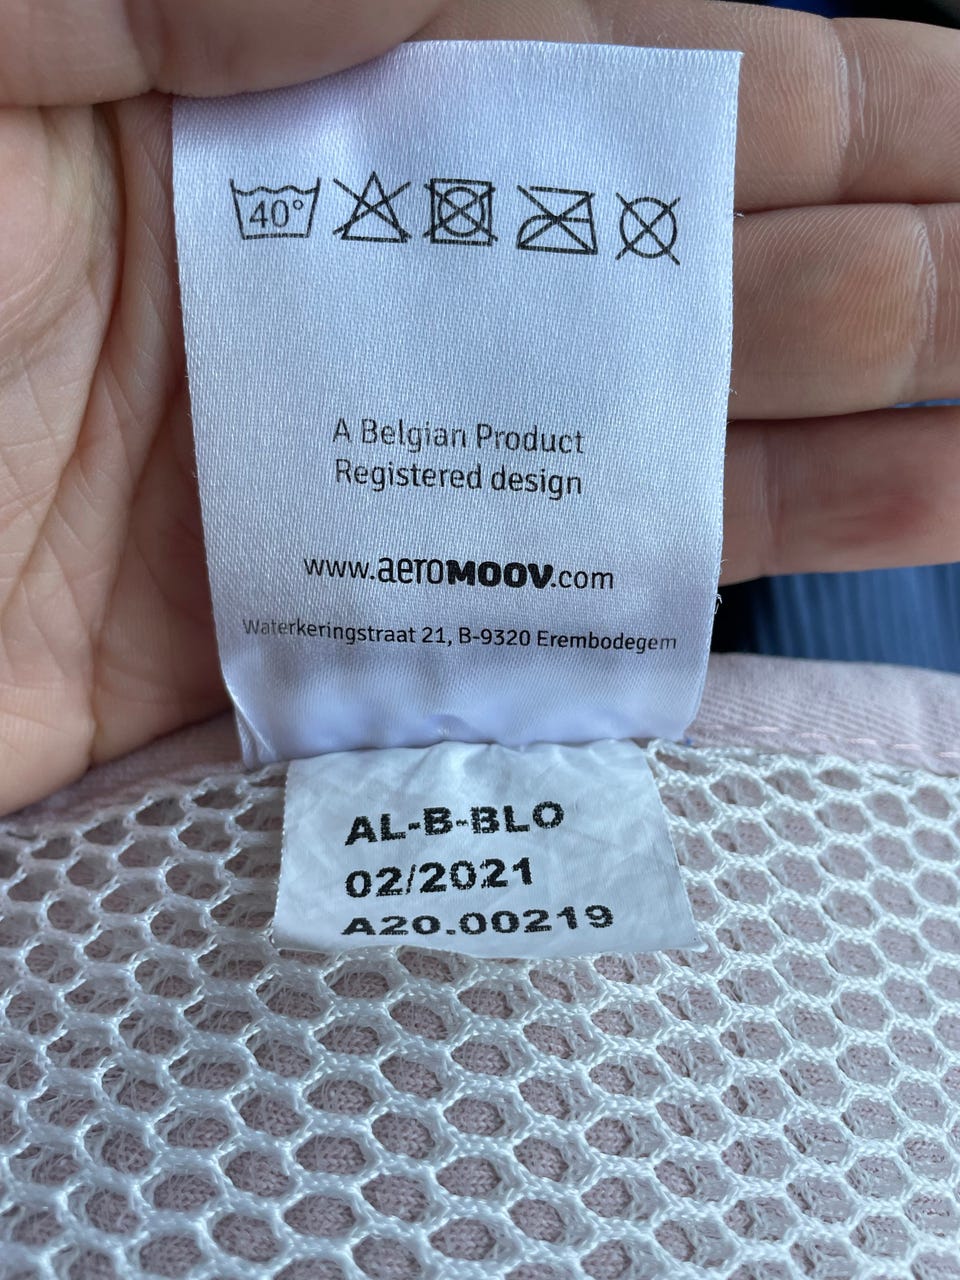 40°
A Belgian Product
Registered design
www.aeroMOOV.com
Waterkeringstraat 21, B-9320 Erembodegem
AL-B-BLO
02/2021
A20.00219